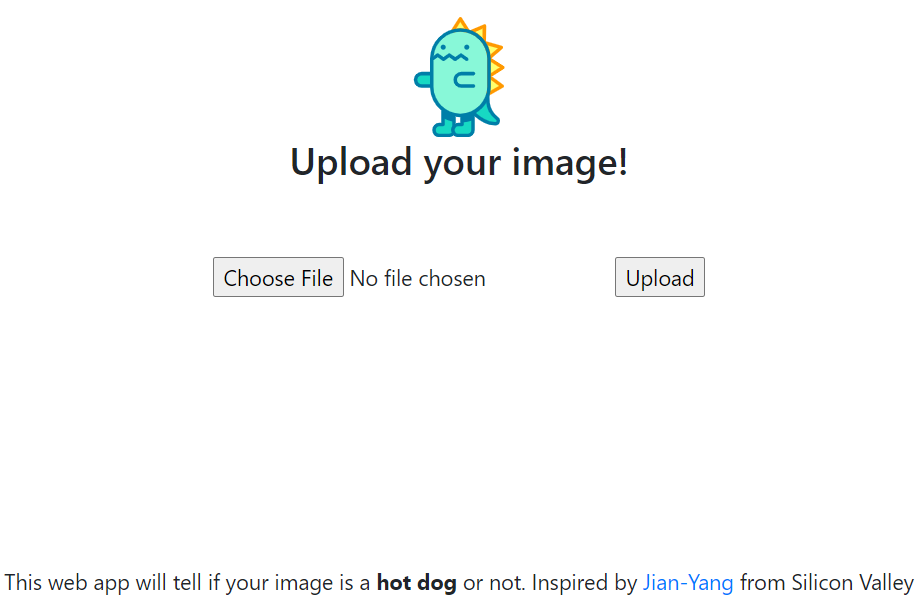 Upload your image!
Choose File No file chosen Upload
This web app will tell if your image is a hot dog or not. Inspired by Jian-Yang from Silicon Valley